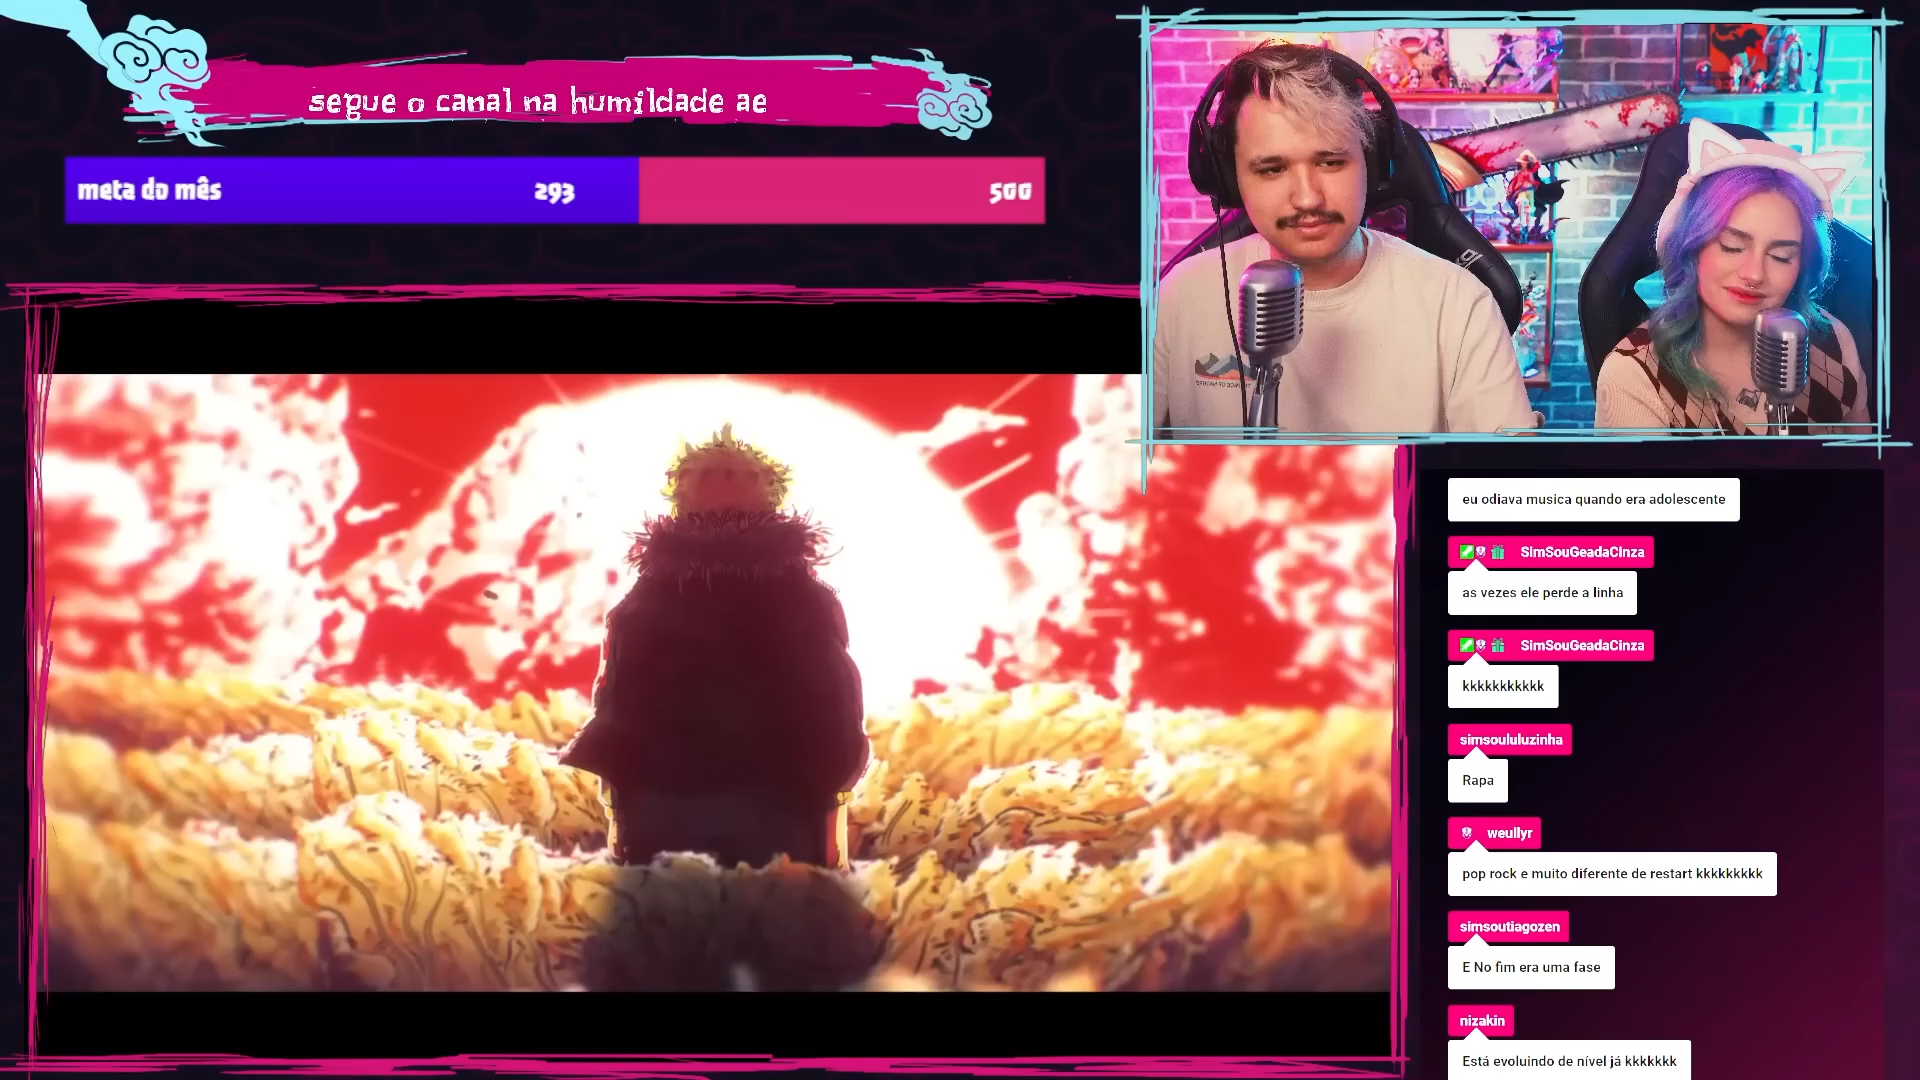 segue o canal na humildade ae
meta do mês 293 500
eu odiava musica quando era adolescente
SimSouGeadaCinza
as vezes ele perde a linha
SimSouGeadaCinza
kkkkkkkkkkk
simsoululuzinha
Rapa
weullyr
pop rock e muito diferente de restart kkkkkkkkk
simsoutiagozen
E No fim era uma fase
nizakin
Está evoluindo de nível já kkkkkkk